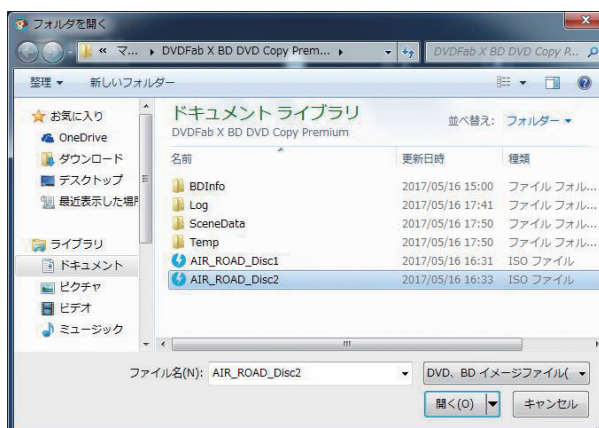 フォルダを開く
« マ... ▸ DVDFab X BD DVD Copy Prem... ▸
DVDFab X BD DVD Copy P...
整理 ▼ 新しいフォルダー
お気に入り
OneDrive
ダウンロード
デスクトップ
最近表示した場所
ライブラリ
ドキュメント
ピクチャ
ビデオ
ミュージック
ドキュメント ライブラリ
DVDFab X BD DVD Copy Premium
並べ替え: フォルダー ▼
名前 更新日時 種類
BDInfo 2017/05/16 15:00 ファイル フォル...
Log 2017/05/16 17:41 ファイル フォル...
SceneData 2017/05/16 17:50 ファイル フォル...
Temp 2017/05/16 17:50 ファイル フォル...
AIR_ROAD_Disc1 2017/05/16 16:31 ISO ファイル
AIR_ROAD_Disc2 2017/05/16 16:33 ISO ファイル
ファイル名(N): AIR_ROAD_Disc2
DVD、BD イメージファイル(
開く(O) キャンセル